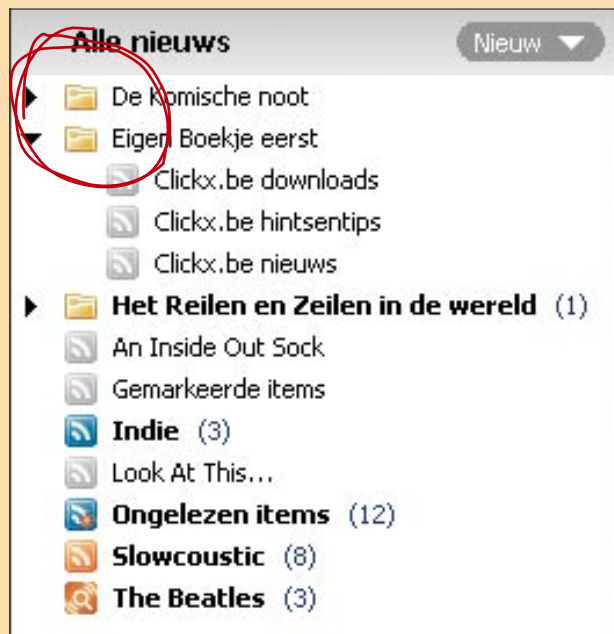 Alle nieuws
Nieuw
De Komische noot
Eigen Boekje eerst
Clickx.be downloads
Clickx.be hintsentips
Clickx.be nieuws
Het Reilen en Zeilen in de wereld (1)
An Inside Out Sock
Gemarkeerde items
Indie (3)
Look At This...
Ongelezen items (12)
Slowcoustic (8)
The Beatles (3)